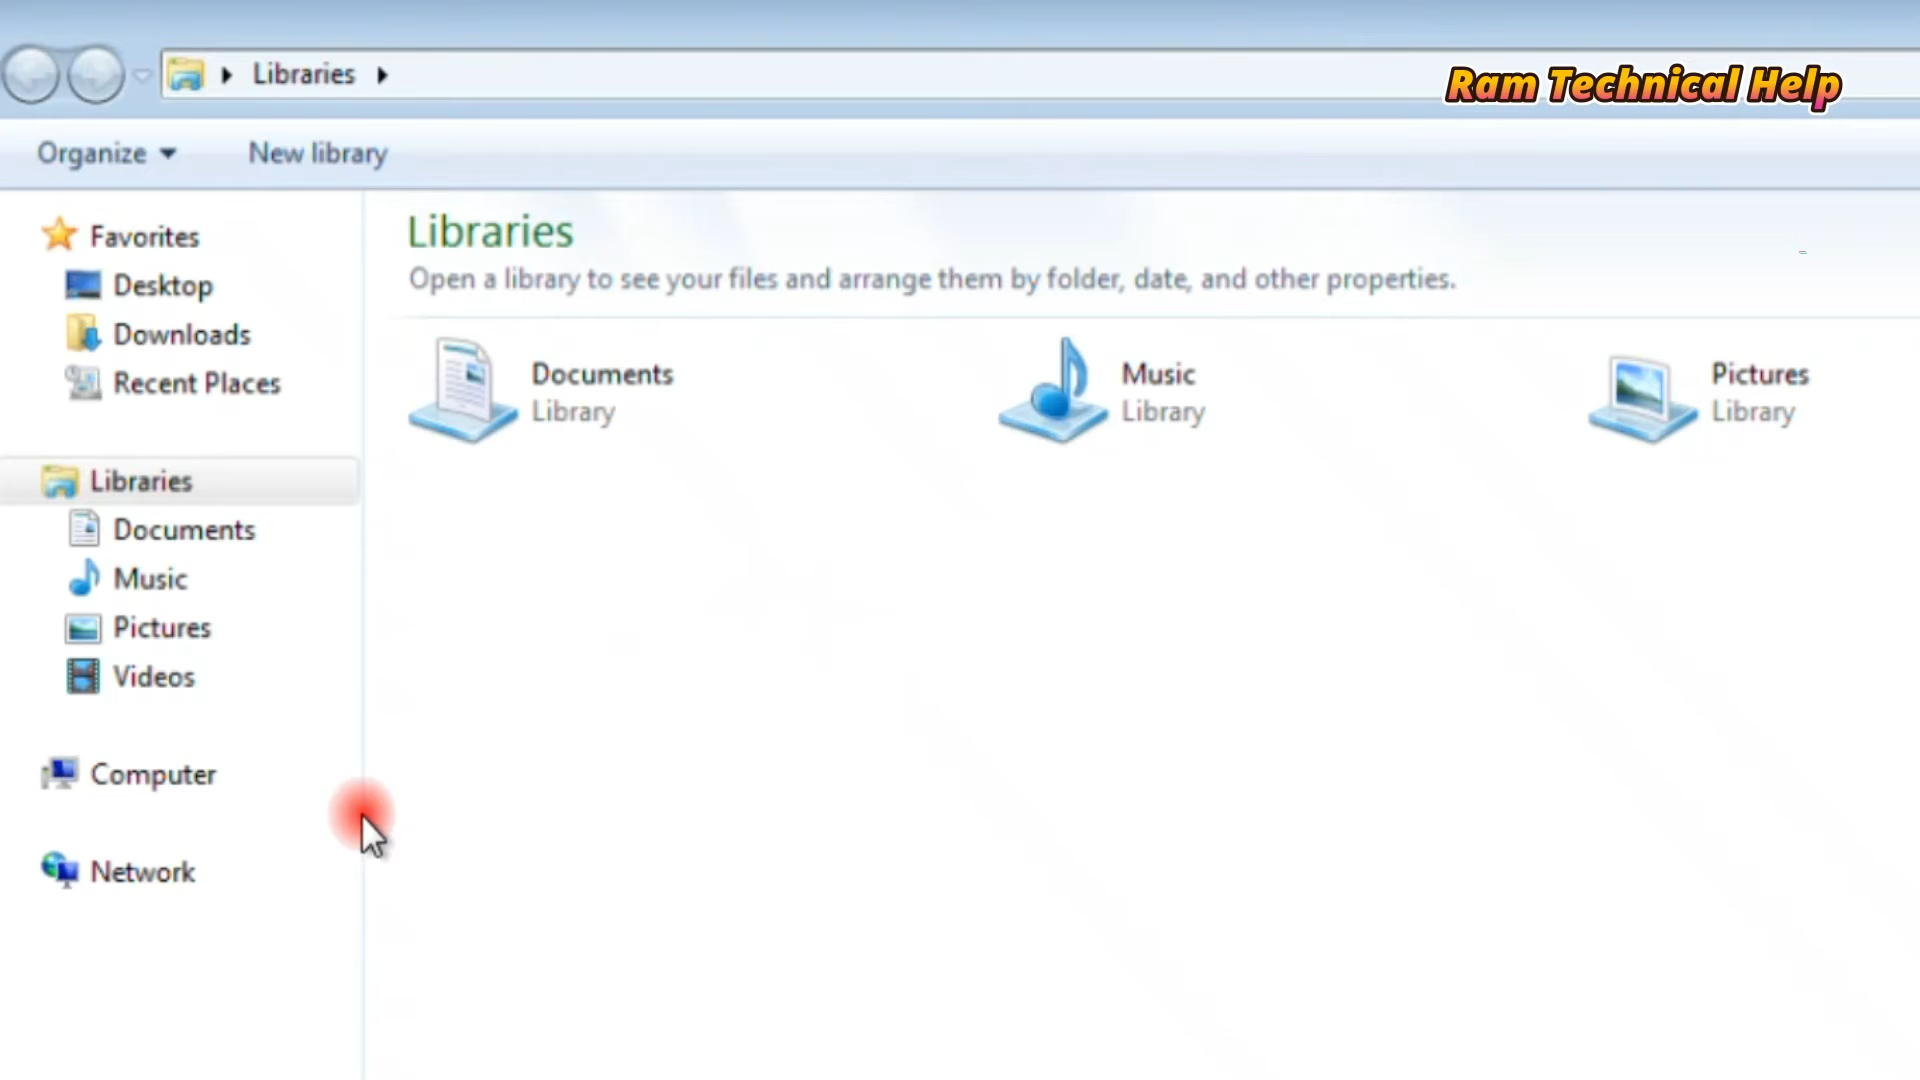 Libraries
Ram Technical Help
Organize
New library
Favorites
Desktop
Downloads
Recent Places
Libraries
Documents
Music
Pictures
Videos
Computer
Network
Libraries
Open a library to see your files and arrange them by folder, date, and other properties.
Documents
Library
Music
Library
Pictures
Library